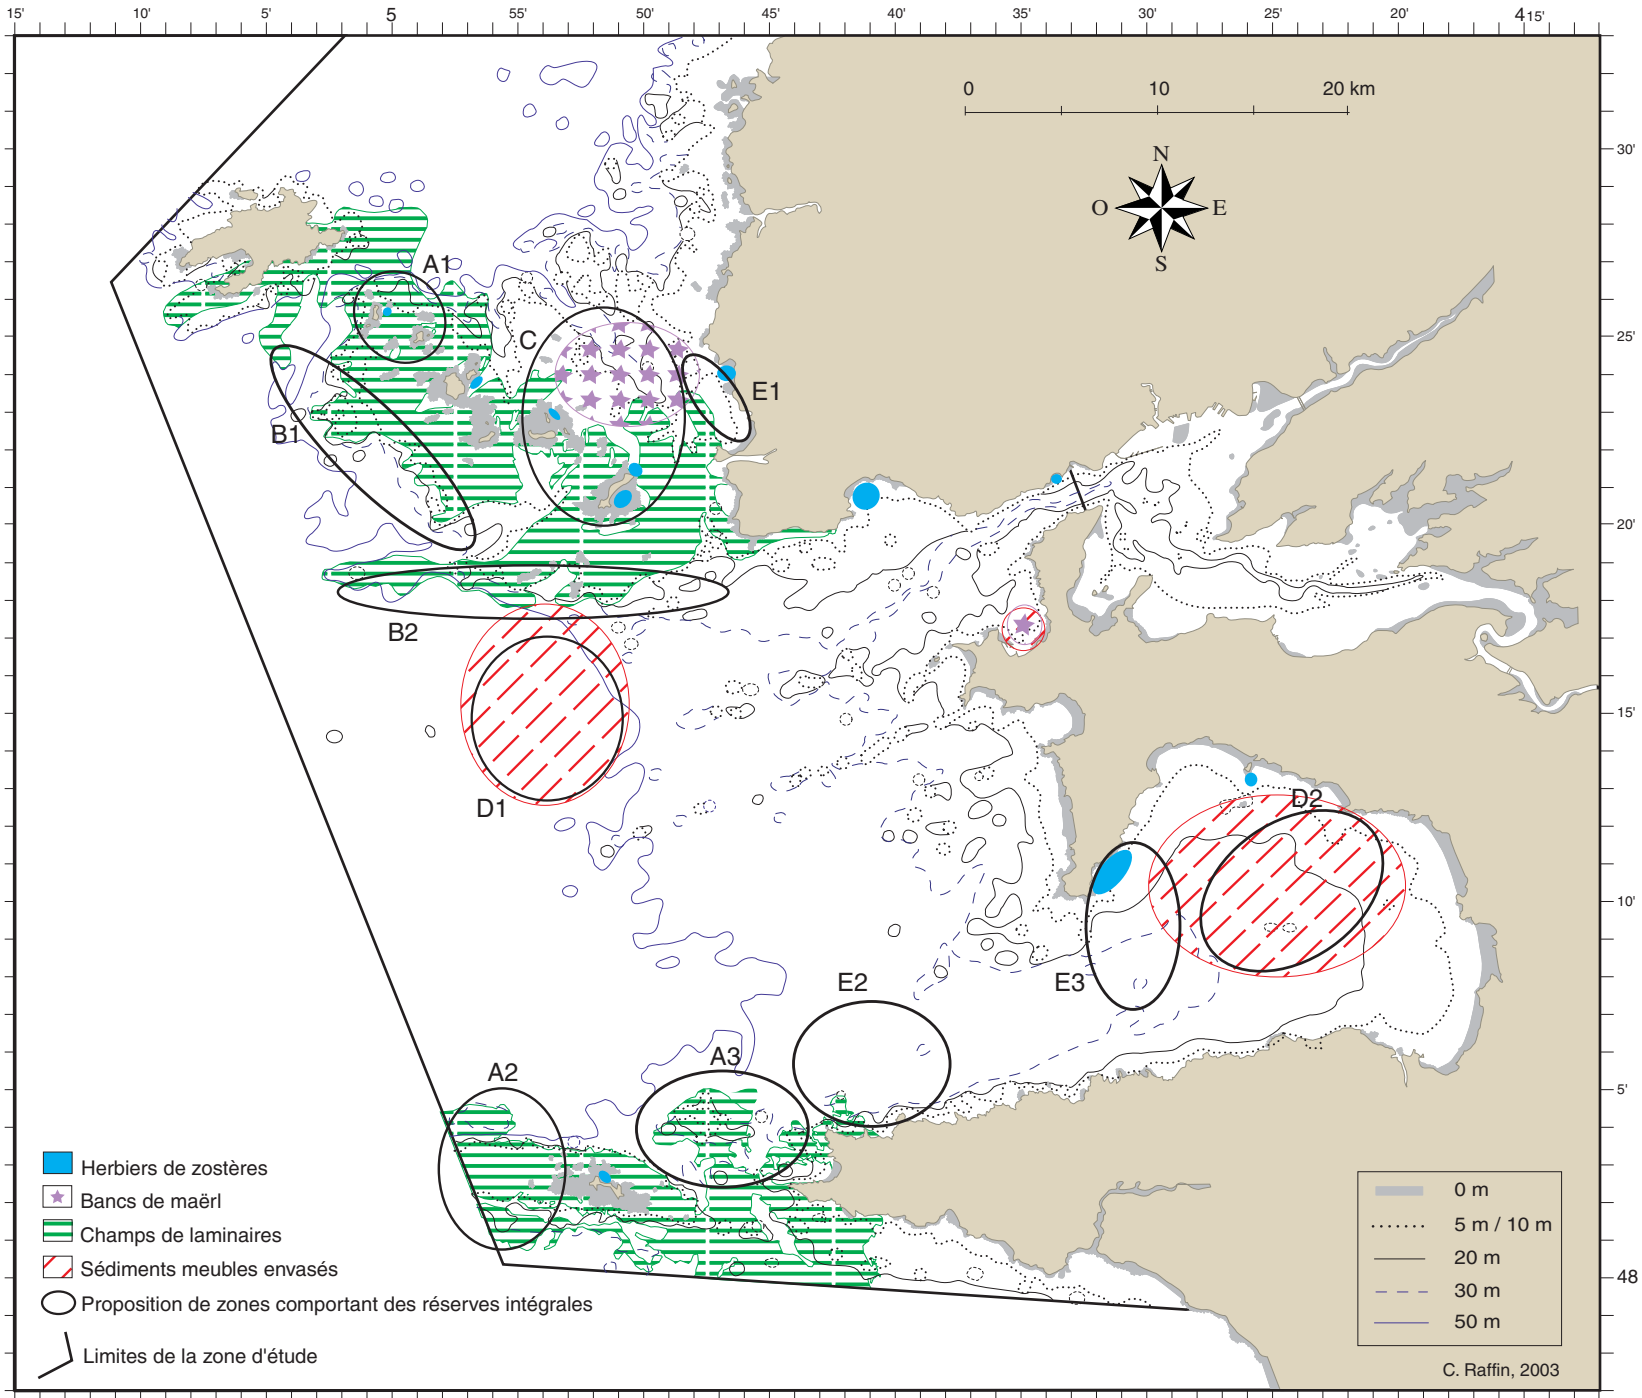 15' 10' 5' 5 55' 50' 45' 40' 35' 30' 25' 20' 4 15'
0 10 20 km
N
O E
S
30'
25'
20'
15'
10'
5'
48
A1
C
E1
B1
B2
D1
D2
E2
E3
A3
A2
Herbiers de zostères
Bancs de maërl
Champs de laminaires
Sédiments meubles envasés
Proposition de zones comportant des réserves intégrales
Limites de la zone d'étude
0 m
5 m / 10 m
20 m
30 m
50 m
C. Raffin, 2003